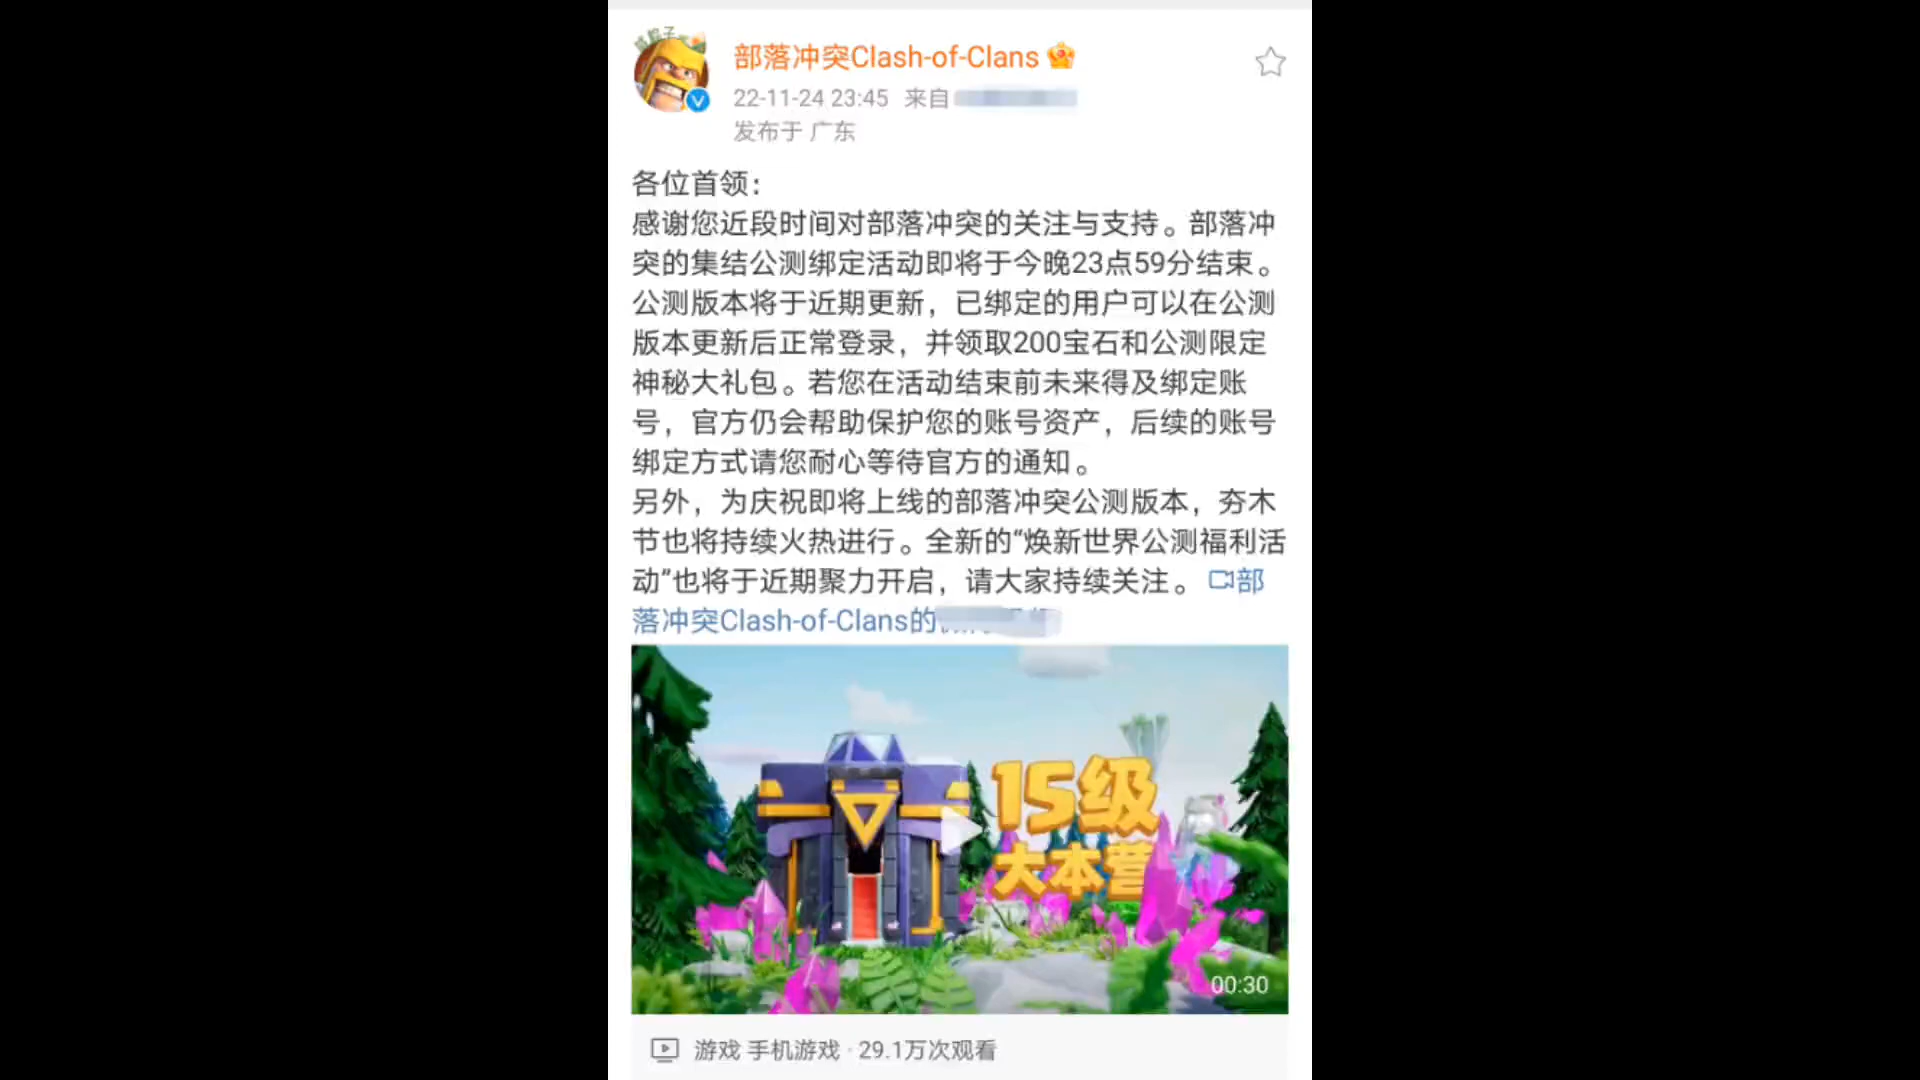 部落冲突Clash-of-Clans
22-11-24 23:45 来自
发布于 广东
各位首领：
感谢您近段时间对部落冲突的关注与支持。部落冲
突的集结公测绑定活动即将于今晚23点59分结束。
公测版本将于近期更新，已绑定的用户可以在公测
版本更新后正常登录，并领取200宝石和公测限定
神秘大礼包。若您在活动结束前未来得及绑定账
号，官方仍会帮助保护您的账号资产，后续的账号
绑定方式请您耐心等待官方的通知。
另外，为庆祝即将上线的部落冲突公测版本，夯木
节也将持续火热进行。全新的“焕新世界公测福利活
动”也将于近期聚力开启，请大家持续关注。 部
落冲突Clash-of-Clans的
15级
大本营
00:30
游戏 手机游戏 · 29.1万次观看